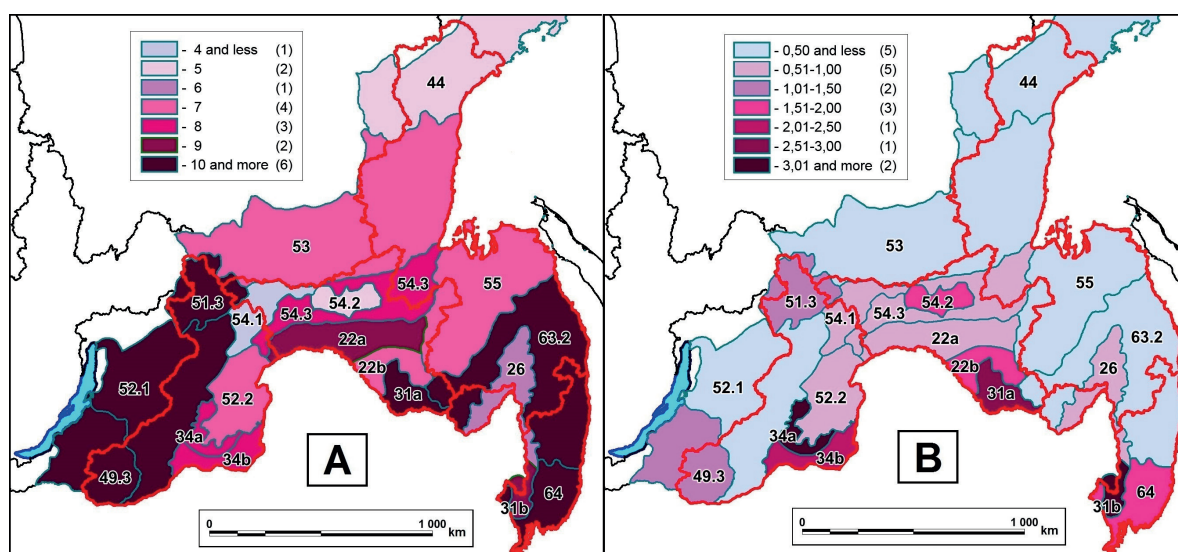 - 4 and less (1)
- 5 (2)
- 6 (1)
- 7 (4)
- 8 (3)
- 9 (2)
- 10 and more (6)
44
53
51.3
54.1
54.3
54.2
54.3
55
22a
22b
31a
26
63.2
52.1
52.2
34a
34b
49.3
64
31b
A
0 1 000
km
- 0,50 and less (5)
- 0,51-1,00 (5)
- 1,01-1,50 (2)
- 1,51-2,00 (3)
- 2,01-2,50 (1)
- 2,51-3,00 (1)
- 3,01 and more (2)
44
53
51.3
54.1
54.3
54.2
55
22a
22b
31a
26
63.2
52.1
52.2
34a
34b
49.3
64
31b
B
0 1 000
km